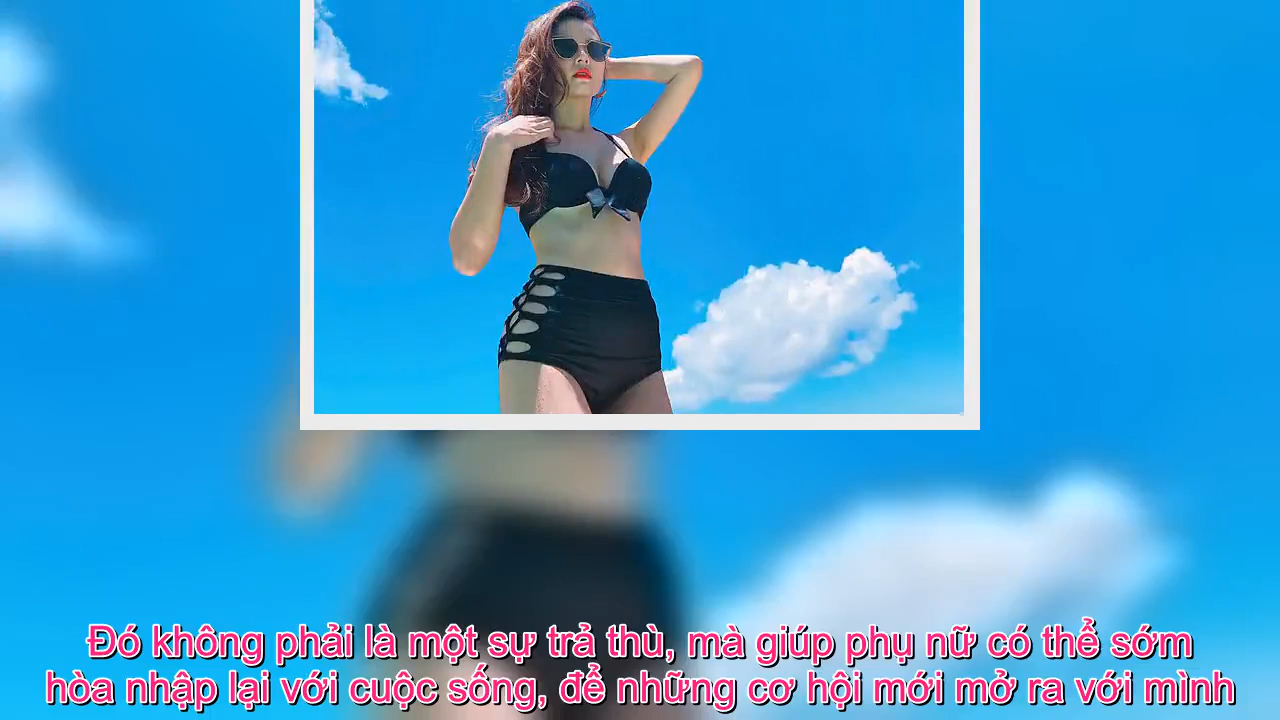 Đó không phải là một sự trả thù, mà giúp phụ nữ có thể sớm
hòa nhập lại với cuộc sống, để những cơ hội mới mở ra với mình